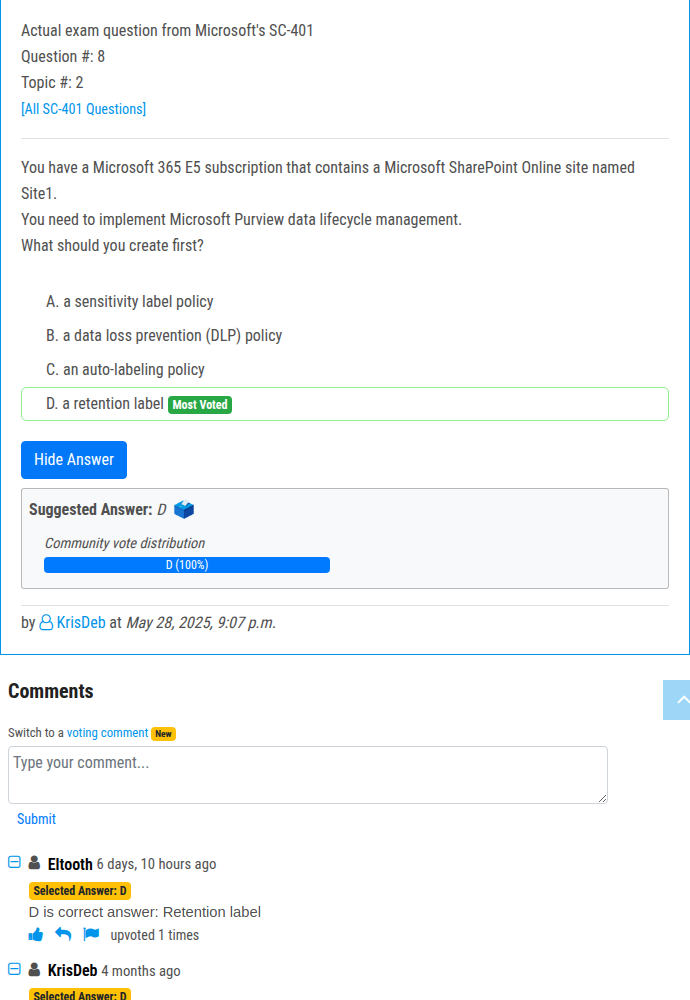 Actual exam question from Microsoft's SC-401
Question #: 8
Topic #: 2
[All SC-401 Questions]
You have a Microsoft 365 E5 subscription that contains a Microsoft SharePoint Online site named
Site1.
You need to implement Microsoft Purview data lifecycle management.
What should you create first?
A. a sensitivity label policy
B. a data loss prevention (DLP) policy
C. an auto-labeling policy
D. a retention label Most Voted
Hide Answer
Suggested Answer: D
Community vote distribution
D (100%)
by KrisDeb at May 28, 2025, 9:07 p.m.
Comments
Switch to a voting comment New
Type your comment...
Submit
Eltooth 6 days, 10 hours ago
Selected Answer: D
D is correct answer: Retention label
upvoted 1 times
KrisDeb 4 months ago
Selected Answer: D